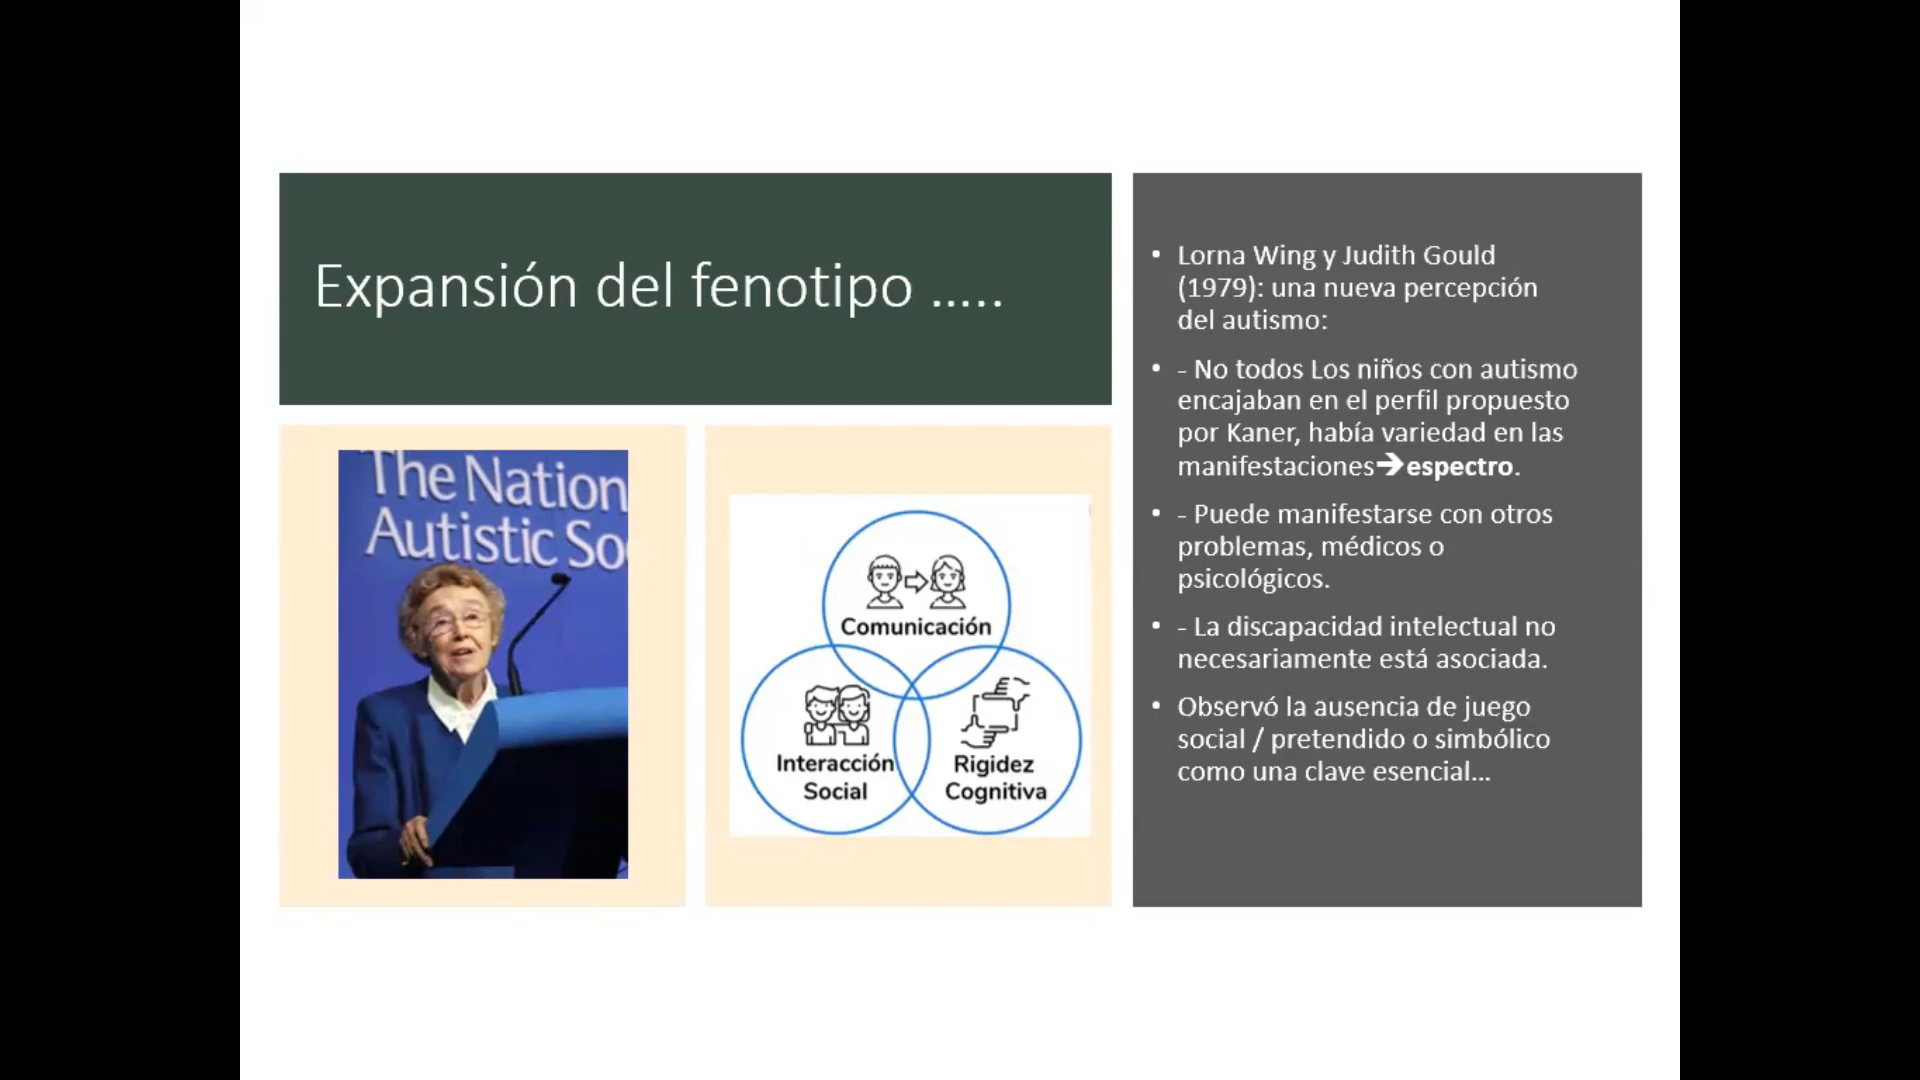 Expansión del fenotipo .....
The Nation
Autistic So
Comunicación
Interacción
Social
Rigidez
Cognitiva
• Lorna Wing y Judith Gould
(1979): una nueva percepción
del autismo:
• - No todos Los niños con autismo
encajaban en el perfil propuesto
por Kaner, había variedad en las
manifestaciones➔espectro.
• - Puede manifestarse con otros
problemas, médicos o
psicológicos.
• - La discapacidad intelectual no
necesariamente está asociada.
• Observó la ausencia de juego
social / pretendido o simbólico
como una clave esencial...